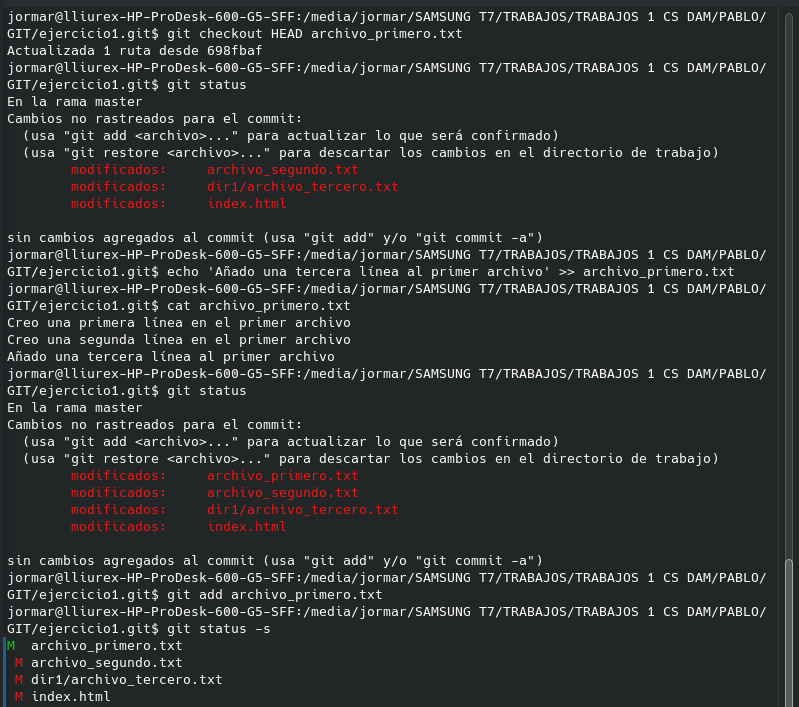 jormar@lliurex-HP-ProDesk-600-G5-SFF:/media/jormar/SAMSUNG T7/TRABAJOS/TRABAJOS 1 CS DAM/PABLO/
GIT/ejercicio1.git$ git checkout HEAD archivo_primero.txt
Actualizada 1 ruta desde 698fbaf
jormar@lliurex-HP-ProDesk-600-G5-SFF:/media/jormar/SAMSUNG T7/TRABAJOS/TRABAJOS 1 CS DAM/PABLO/
GIT/ejercicio1.git$ git status
En la rama master
Cambios no rastreados para el commit:
  (usa "git add <archivo>..." para actualizar lo que será confirmado)
  (usa "git restore <archivo>..." para descartar los cambios en el directorio de trabajo)
        modificados:     archivo_segundo.txt
        modificados:     dir1/archivo_tercero.txt
        modificados:     index.html

sin cambios agregados al commit (usa "git add" y/o "git commit -a")
jormar@lliurex-HP-ProDesk-600-G5-SFF:/media/jormar/SAMSUNG T7/TRABAJOS/TRABAJOS 1 CS DAM/PABLO/
GIT/ejercicio1.git$ echo 'Añado una tercera línea al primer archivo' >> archivo_primero.txt
jormar@lliurex-HP-ProDesk-600-G5-SFF:/media/jormar/SAMSUNG T7/TRABAJOS/TRABAJOS 1 CS DAM/PABLO/
GIT/ejercicio1.git$ cat archivo_primero.txt
Creo una primera línea en el primer archivo
Creo una segunda línea en el primer archivo
Añado una tercera línea al primer archivo
jormar@lliurex-HP-ProDesk-600-G5-SFF:/media/jormar/SAMSUNG T7/TRABAJOS/TRABAJOS 1 CS DAM/PABLO/
GIT/ejercicio1.git$ git status
En la rama master
Cambios no rastreados para el commit:
  (usa "git add <archivo>..." para actualizar lo que será confirmado)
  (usa "git restore <archivo>..." para descartar los cambios en el directorio de trabajo)
        modificados:     archivo_primero.txt
        modificados:     archivo_segundo.txt
        modificados:     dir1/archivo_tercero.txt
        modificados:     index.html

sin cambios agregados al commit (usa "git add" y/o "git commit -a")
jormar@lliurex-HP-ProDesk-600-G5-SFF:/media/jormar/SAMSUNG T7/TRABAJOS/TRABAJOS 1 CS DAM/PABLO/
GIT/ejercicio1.git$ git add archivo_primero.txt
jormar@lliurex-HP-ProDesk-600-G5-SFF:/media/jormar/SAMSUNG T7/TRABAJOS/TRABAJOS 1 CS DAM/PABLO/
GIT/ejercicio1.git$ git status -s
M  archivo_primero.txt
 M archivo_segundo.txt
 M dir1/archivo_tercero.txt
 M index.html